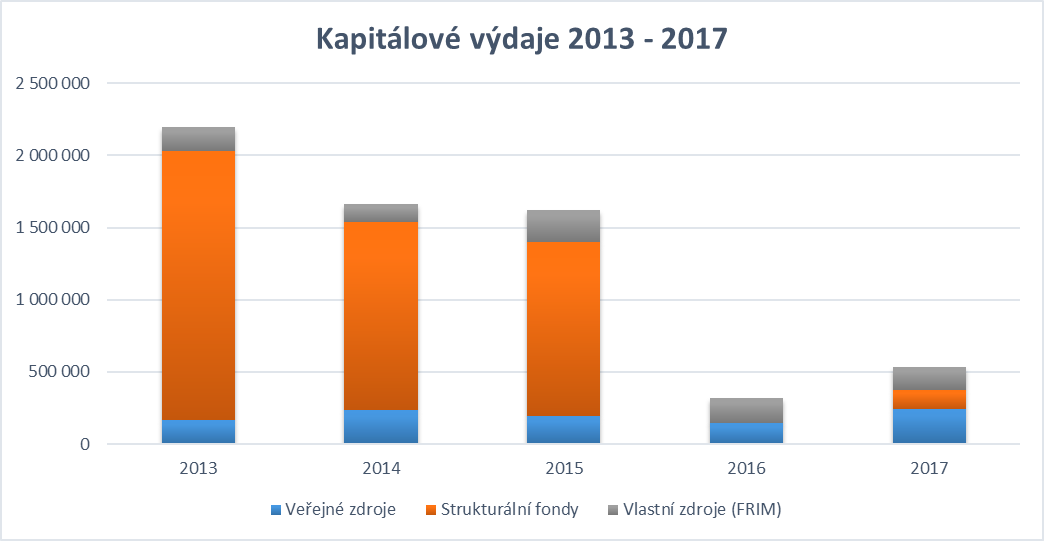 Kapitálové výdaje 2013 - 2017
2 500 000
2 000 000
1 500 000
1 000 000
500 000
0
2013 2014 2015 2016 2017
Veřejné zdroje Strukturální fondy Vlastní zdroje (FRIM)